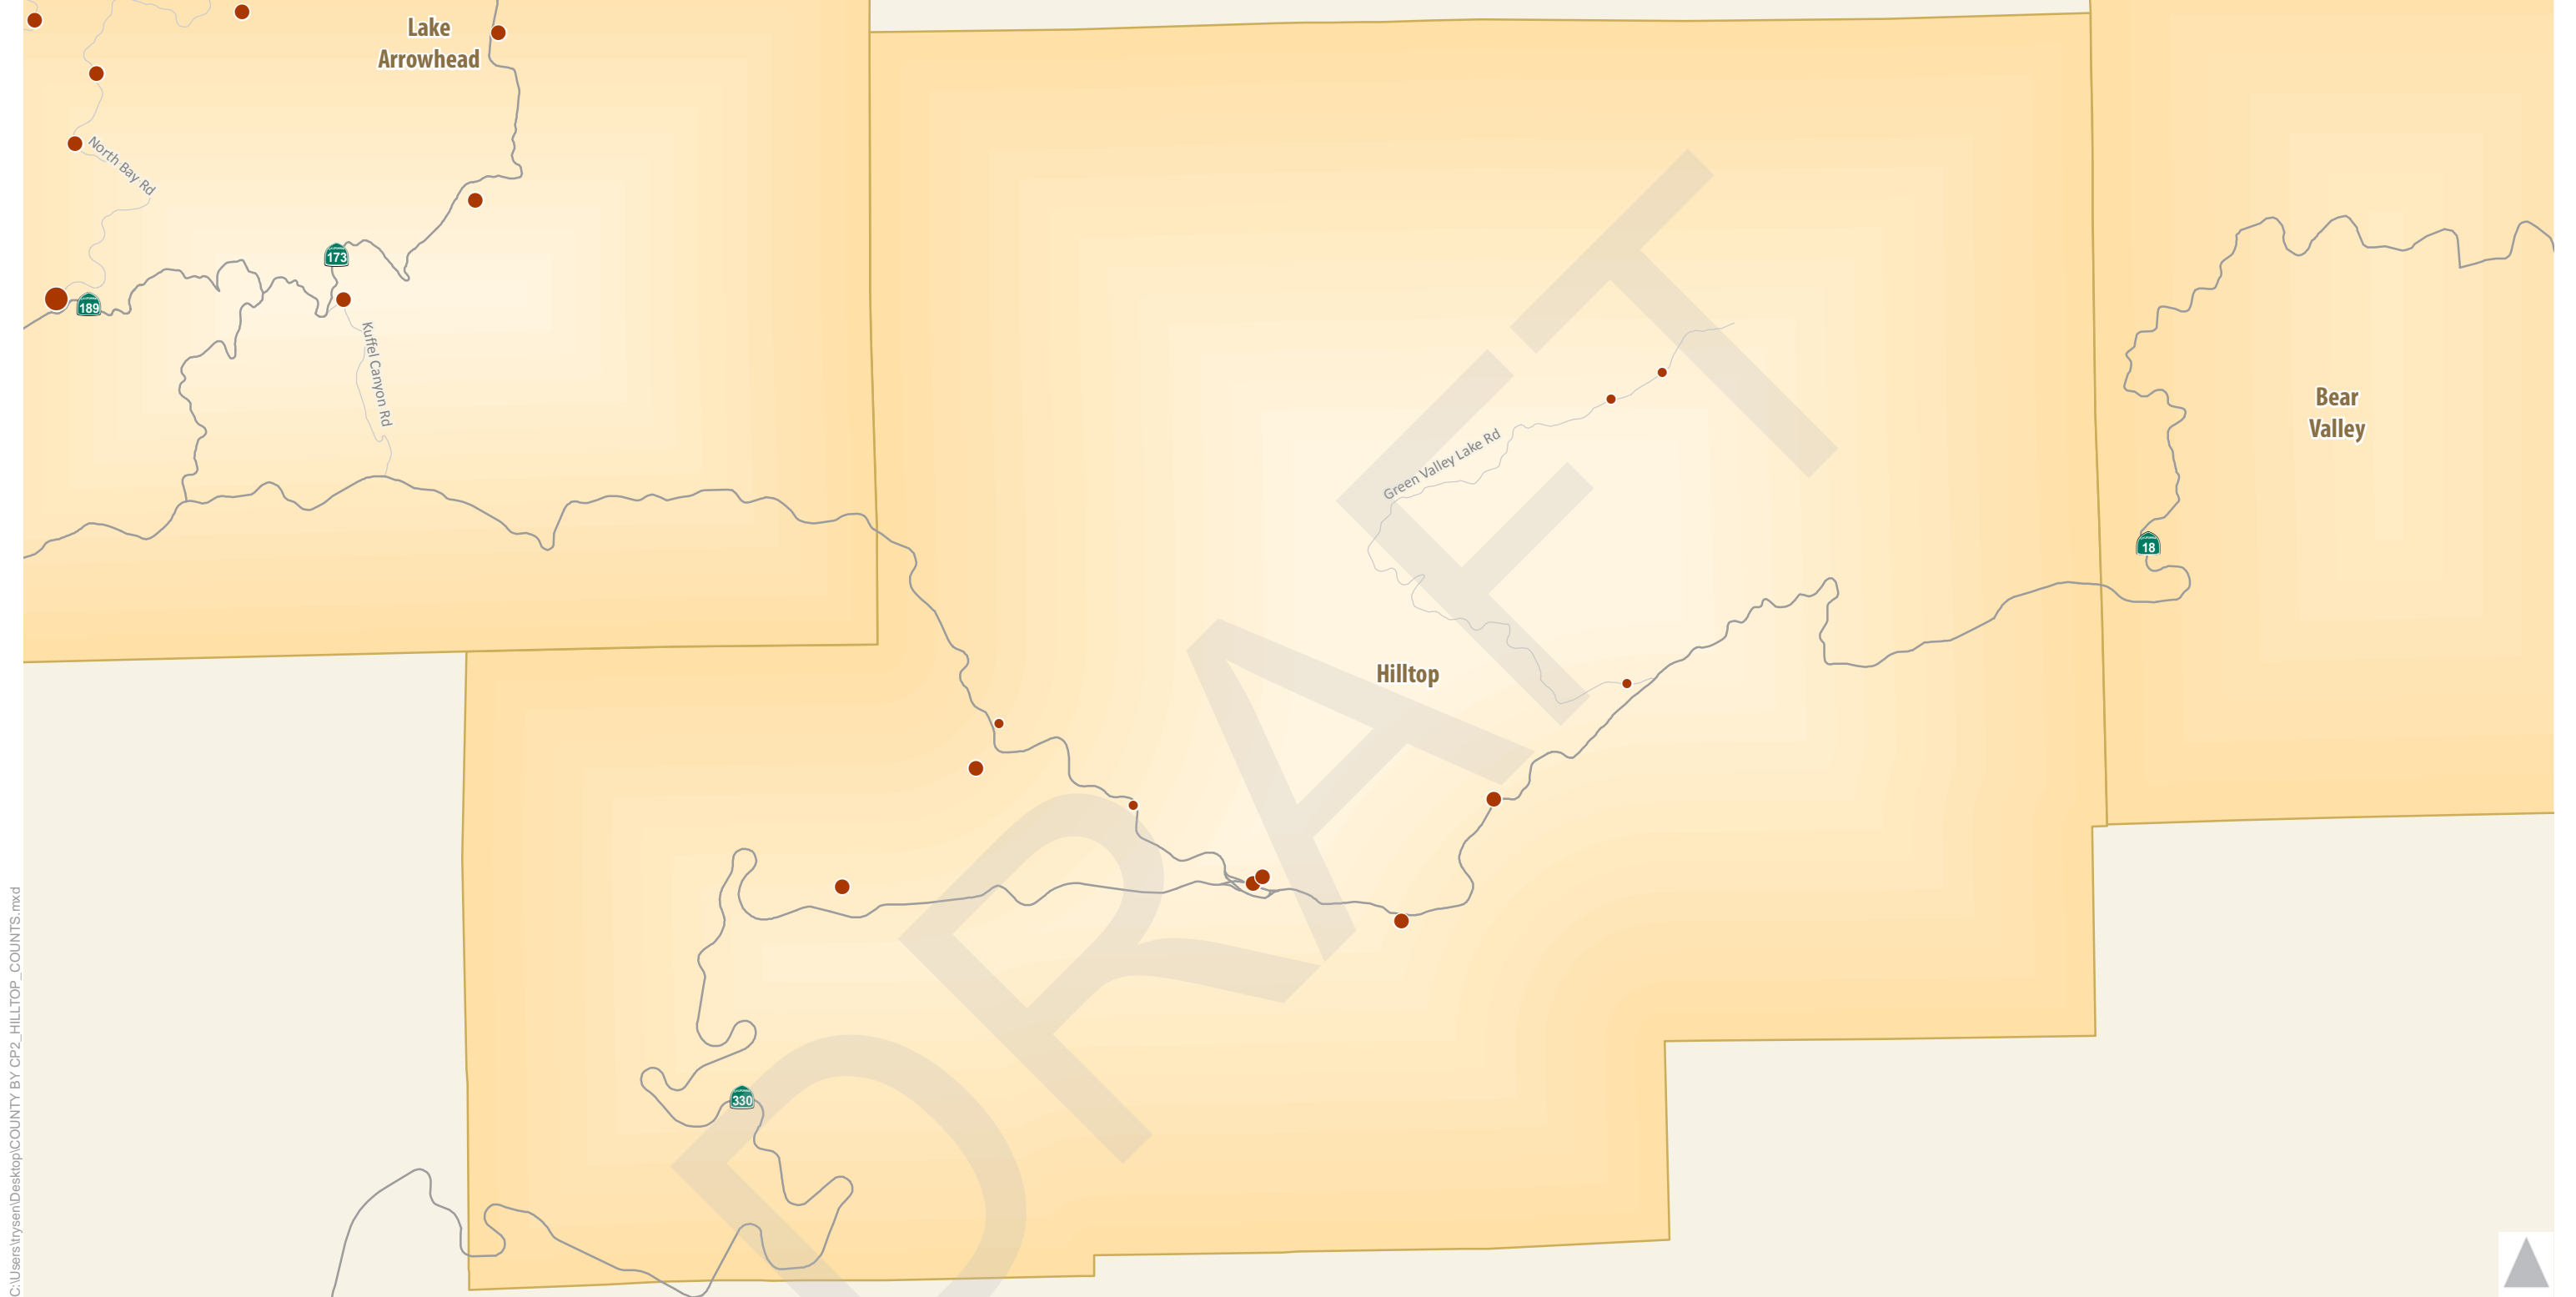 Lake
Arrowhead
North Bay Rd
173
189
Kuffel Canyon Rd
Green Valley Lake Rd
Bear
Valley
18
Hilltop
330
DRAFT
C:\Users\trysen\Desktop\COUNTY BY CP2_HILLTOP_COUNTS.mxd